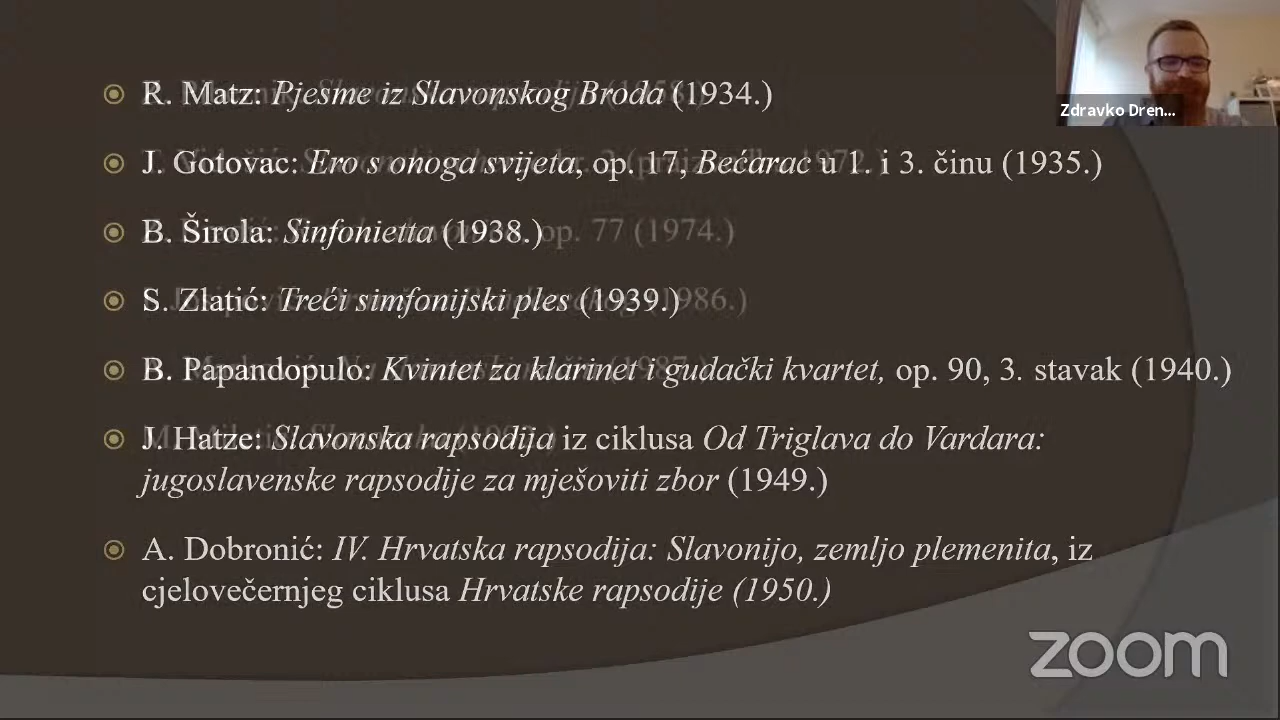 Zdravko Dren...
R. Matz: Pjesme iz Slavonskog Broda (1934.)
J. Gotovac: Ero s onoga svijeta, op. 17, Bećarac u 1. i 3. činu (1935.)
B. Širola: Sinfonietta (1938.)
op. 77 (1974.)
S. Zlatić: Treći simfonijski ples (1939.)
B. Papandopulo: Kvintet za klarinet i gudački kvartet, op. 90, 3. stavak (1940.)
J. Hatze: Slavonska rapsodija iz ciklusa Od Triglava do Vardara:
jugoslavenske rapsodije za mješoviti zbor (1949.)
A. Dobronić: IV. Hrvatska rapsodija: Slavonijo, zemljo plemenita, iz
cjelovečernjeg ciklusa Hrvatske rapsodije (1950.)
zoom